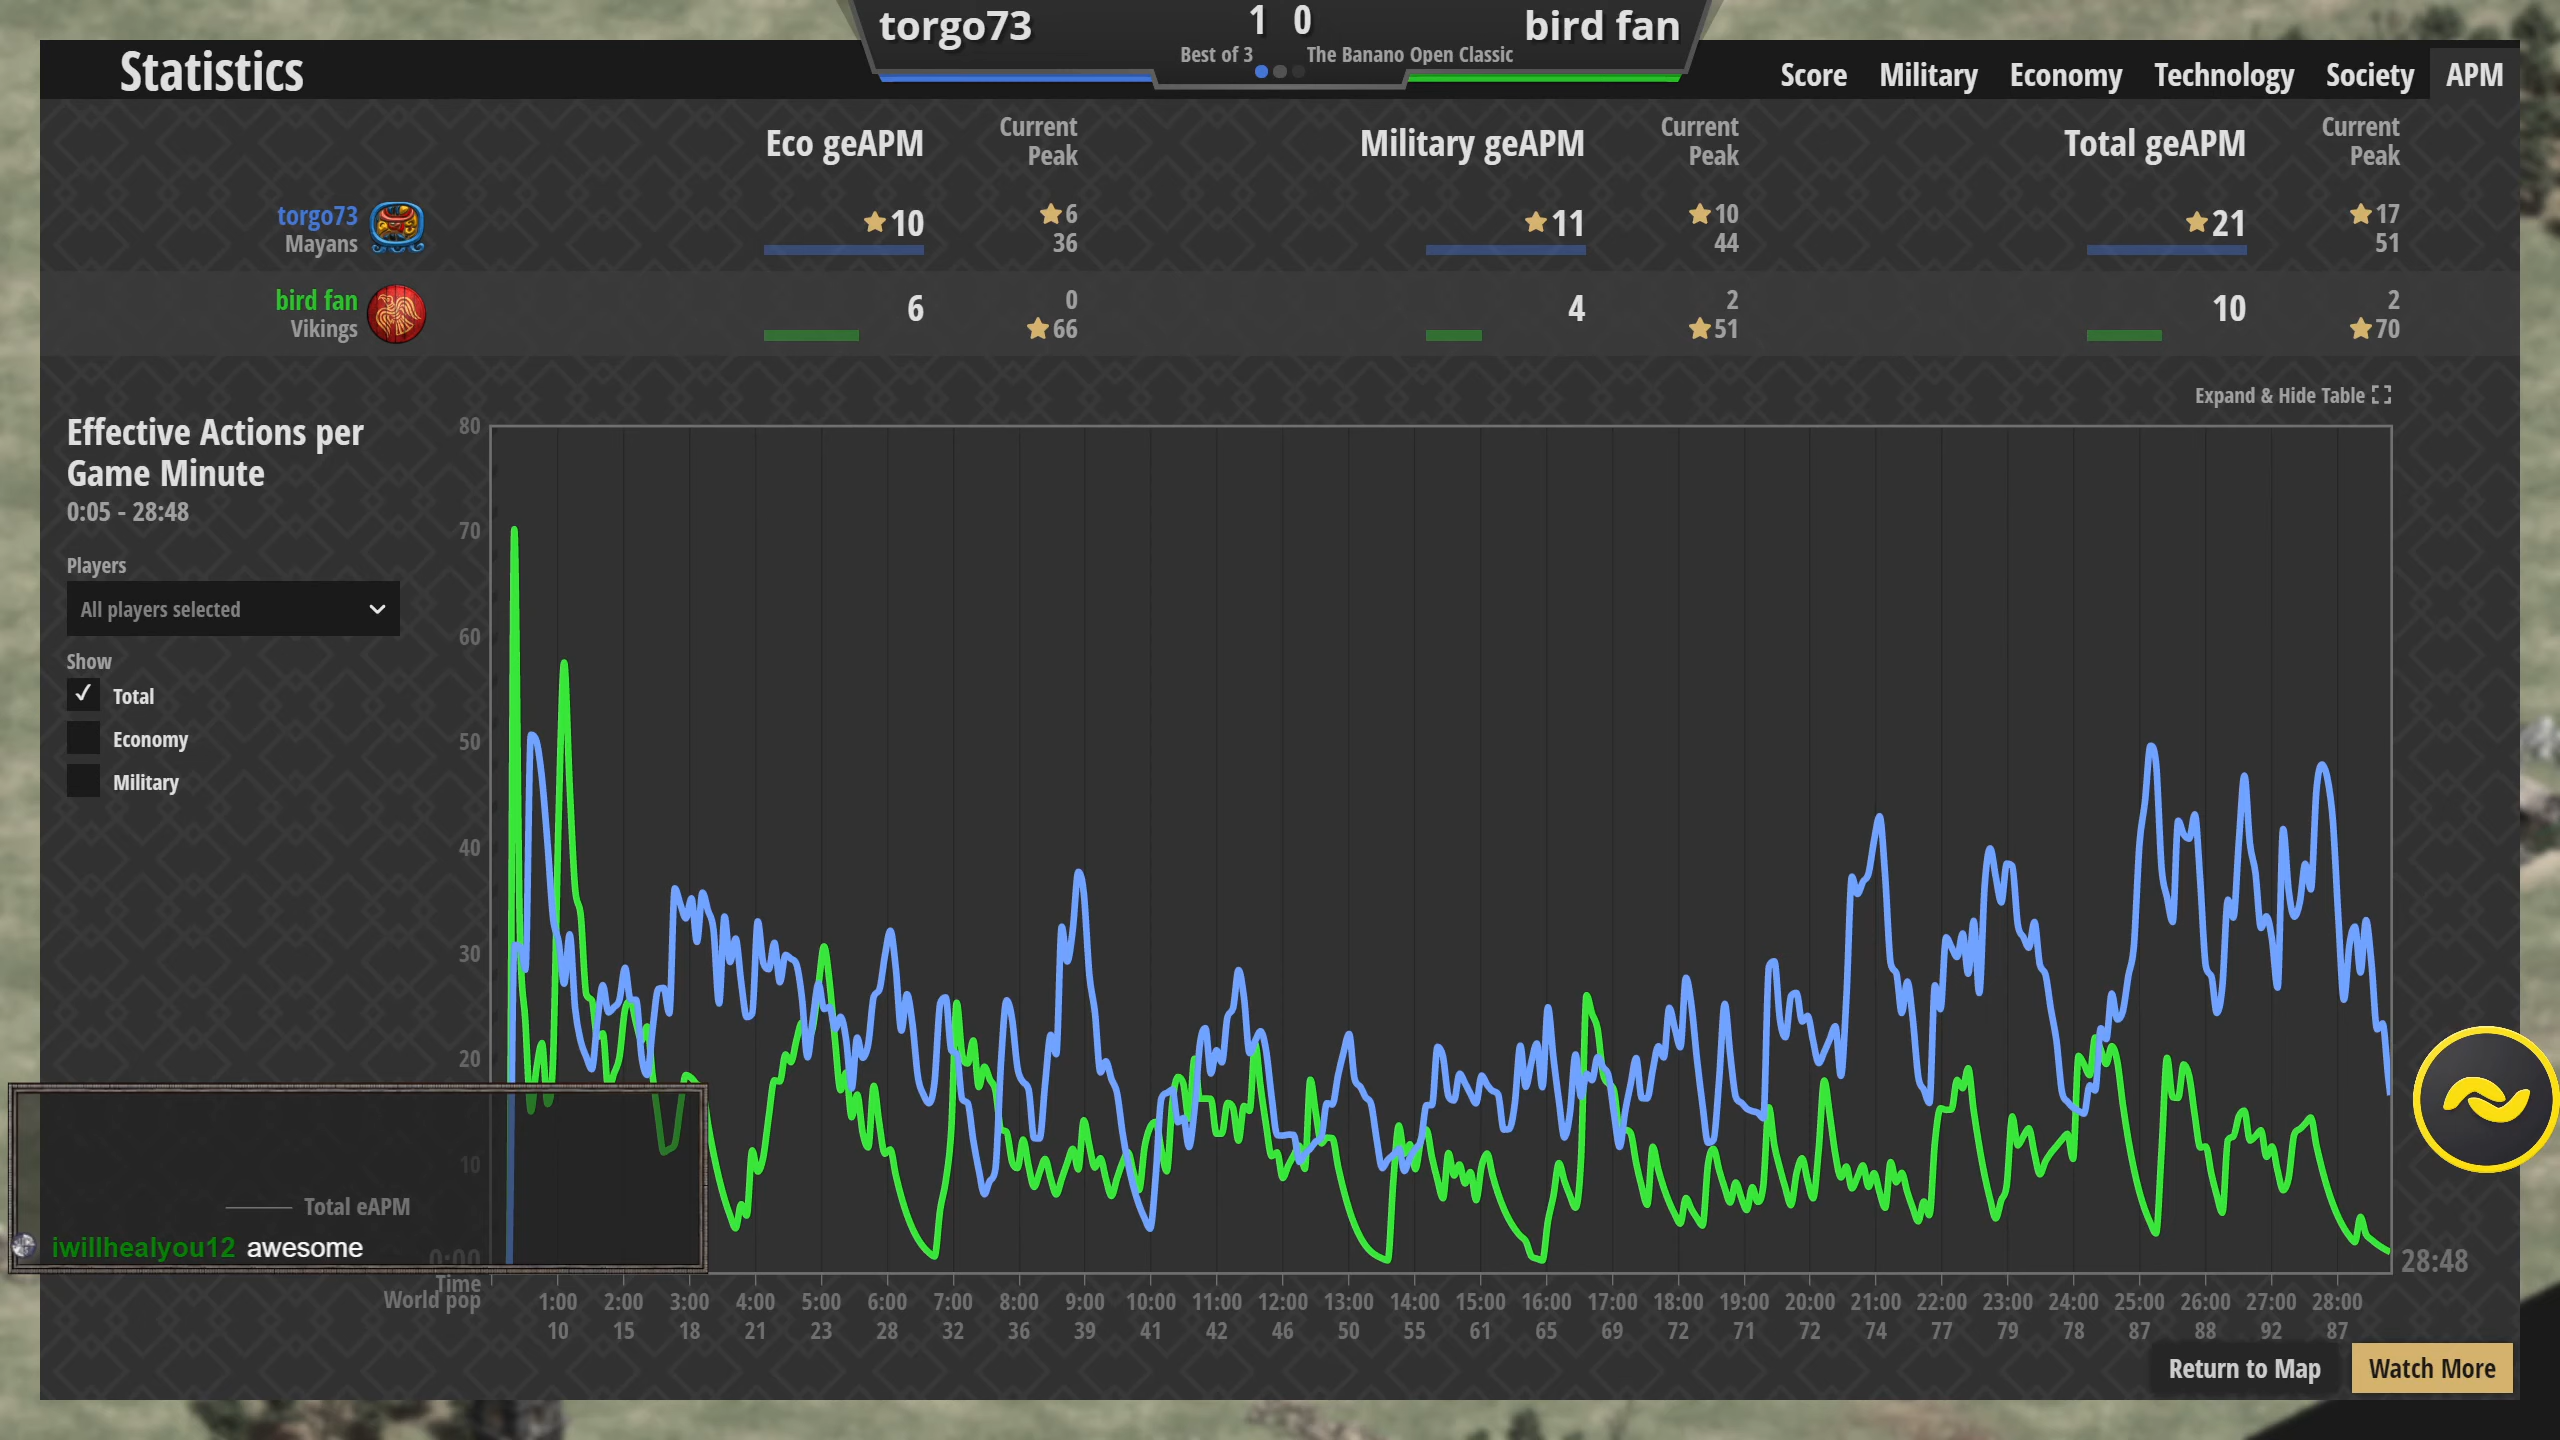 torgo73
1 0
bird fan
Best of 3
The Banano Open Classic
Statistics
Score Military Economy Technology Society APM
Eco geAPM Current Peak Military geAPM Current Peak Total geAPM Current Peak
torgo73
Mayans
10 6 36 11 10 44 21 17 51
bird fan
Vikings
6 0 66 4 2 51 10 2 70
Expand & Hide Table
Effective Actions per
Game Minute
0:05 - 28:48
Players
All players selected
Show
✓ Total
Economy
Military
80
70
60
50
40
30
20
10
Total eAPM
iwillhealyou12 awesome
0:00
28:48
Time
World pop
1:00 2:00 3:00 4:00 5:00 6:00 7:00 8:00 9:00 10:00 11:00 12:00 13:00 14:00 15:00 16:00 17:00 18:00 19:00 20:00 21:00 22:00 23:00 24:00 25:00 26:00 27:00 28:00
10 15 18 21 23 28 32 36 39 41 42 46 50 55 61 65 69 72 71 72 74 77 79 78 87 88 92 87
Return to Map
Watch More